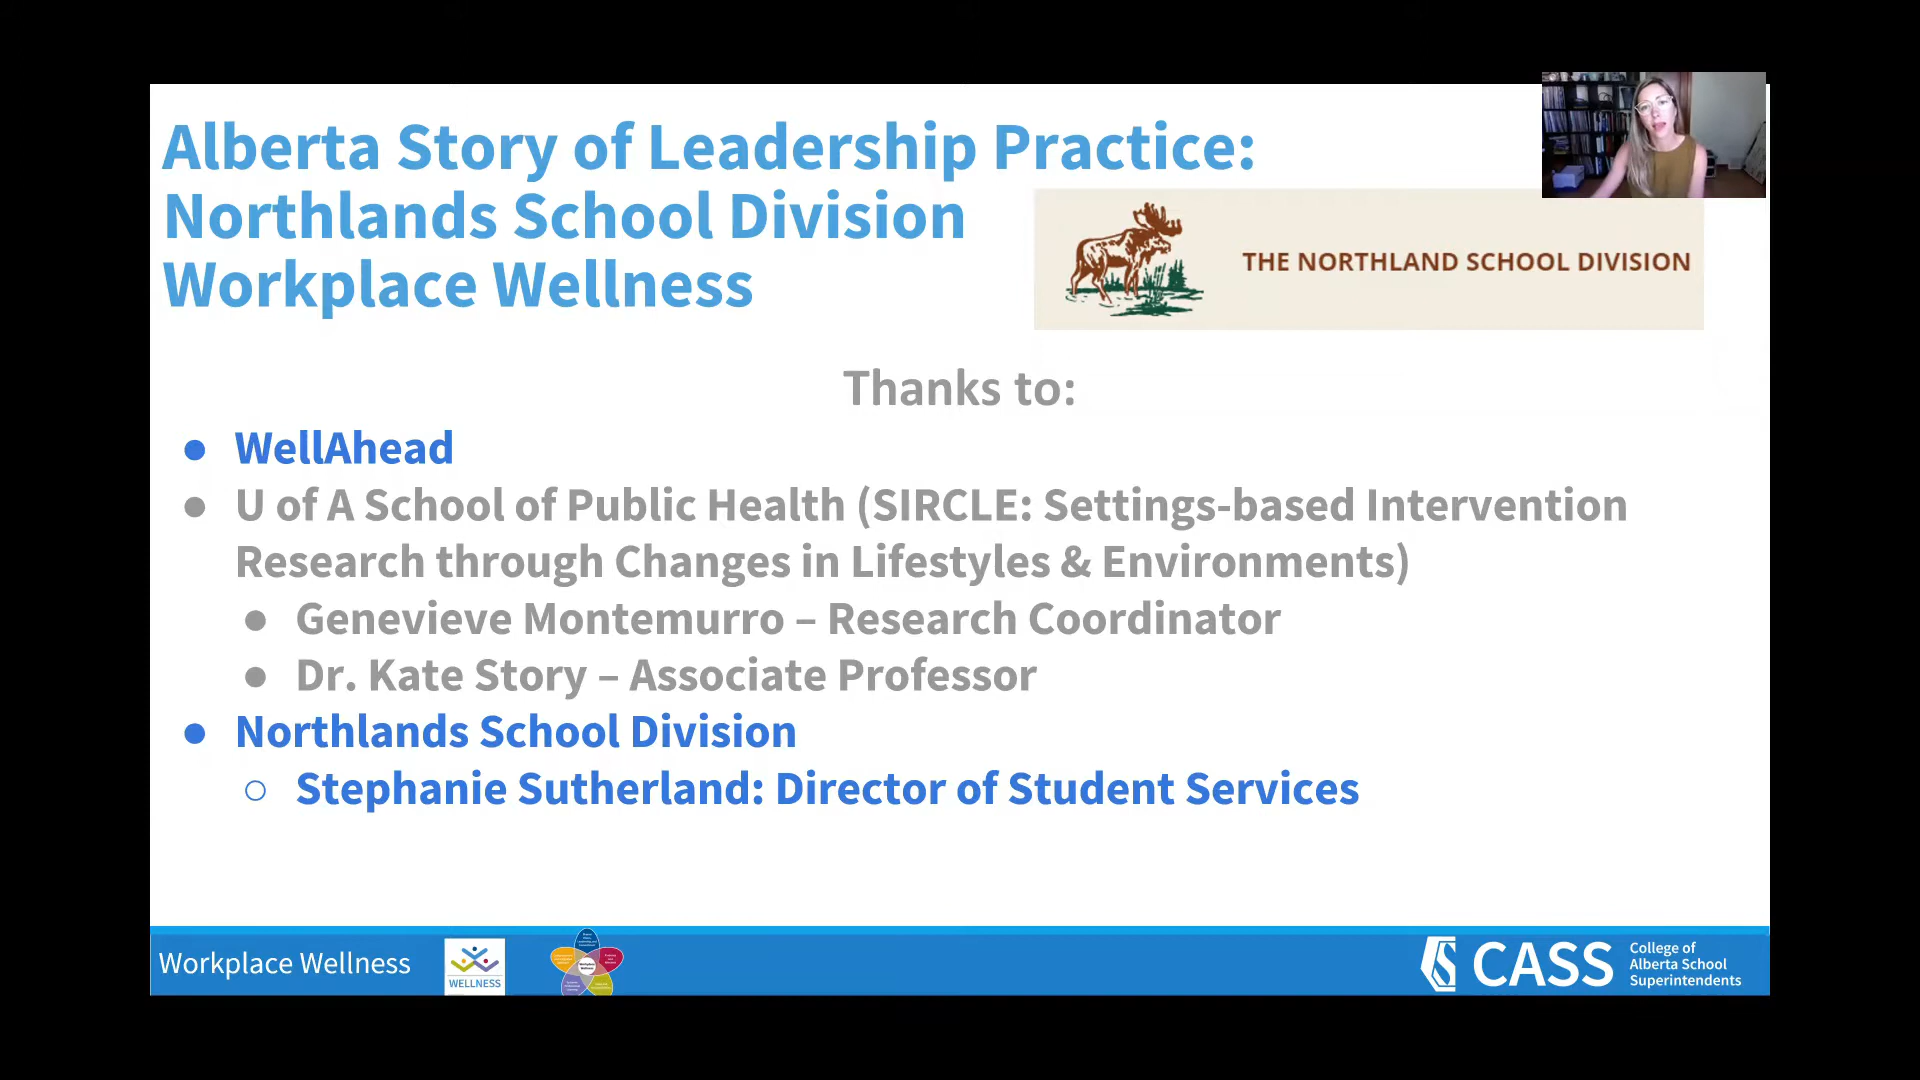 Alberta Story of Leadership Practice:
Northlands School Division
Workplace Wellness
THE NORTHLAND SCHOOL DIVISION
Thanks to:
● WellAhead
● U of A School of Public Health (SIRCLE: Settings-based Intervention
Research through Changes in Lifestyles & Environments)
● Genevieve Montemurro – Research Coordinator
● Dr. Kate Story – Associate Professor
● Northlands School Division
○ Stephanie Sutherland: Director of Student Services
Workplace Wellness
WELLNESS
CASS
College of
Alberta School
Superintendents